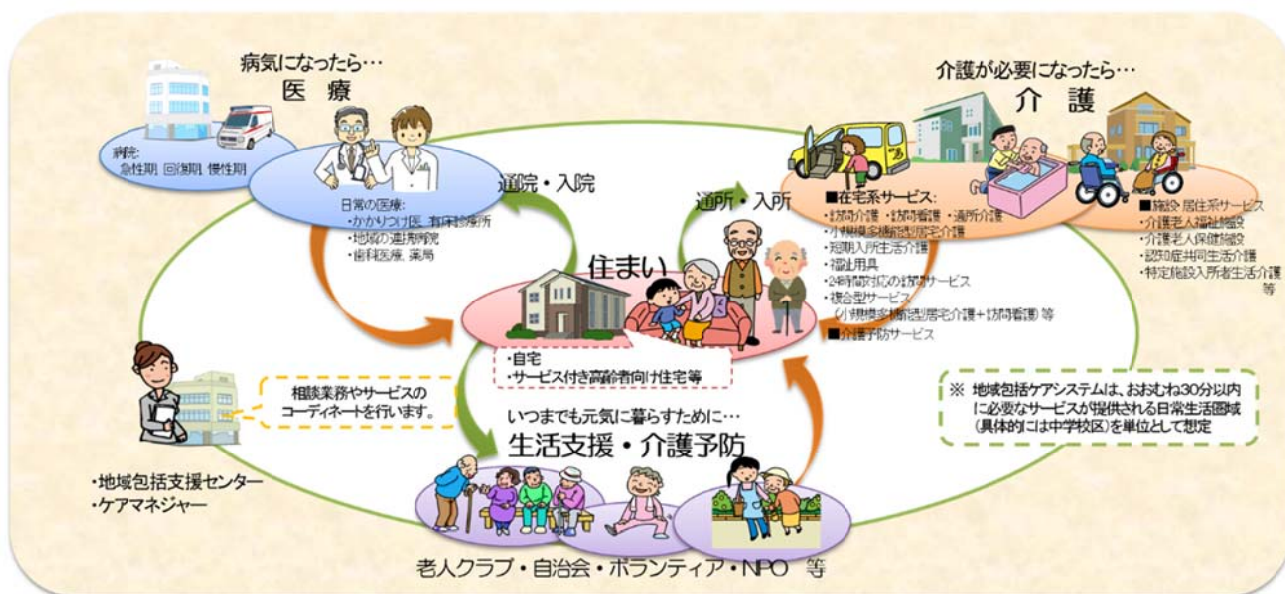 病気になったら…
医 療
病院:
急性期、回復期、慢性期
日常の医療:
・かかりつけ医、有床診療所
・地域の連携病院
・歯科医療、薬局
通院・入院
通所・入所
住まい
・自宅
・サービス付き高齢者向け住宅等
介護が必要になったら…
介 護
■在宅系サービス:
・訪問介護 ・訪問看護 ・通所介護
・小規模多機能型居宅介護
・短期入所生活介護
・福祉用具
・24時間対応の訪問サービス
・複合型サービス
(小規模多機能型居宅介護+訪問看護)等
■介護予防サービス
■施設・居住系サービス
・介護老人福祉施設
・介護老人保健施設
・認知症共同生活介護
・特定施設入所者生活介護
等
相談業務やサービスの
コーディネートを行います。
・地域包括支援センター
・ケアマネジャー
いつまでも元気に暮らすために…
生活支援・介護予防
老人クラブ・自治会・ボランティア・NPO 等
※ 地域包括ケアシステムは、おおむね30分以内
に必要なサービスが提供される日常生活圏域
(具体的には中学校区)を単位として想定